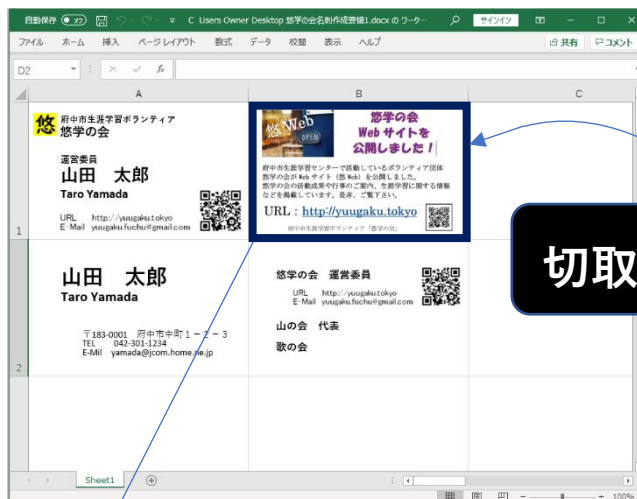 自動保存 オフ C Users Owner Desktop 悠学の会名刺作成要領1.docx の ワーク… サインイン
ファイル ホーム 挿入 ページ レイアウト 数式 データ 校閲 表示 ヘルプ 共有 コメント
D2 fx
A B C
悠 府中市生涯学習ボランティア
悠学の会
運営委員
山田 太郎
Taro Yamada
URL http://yuugaku.tokyo
E-Mail yuugaku.fuchu@gmail.com
悠 Web
OPEN
悠学の会
Web サイトを
公開しました!
府中市生涯学習センターで活動しているボランティア団体
悠学の会が Web サイト(悠 Web)を公開しました。
悠学の会の活動成果や行事のご案内、生涯学習に関する情報
などを掲載しています。是非、ご覧下さい。
URL:http://yuugaku.tokyo
府中市生涯学習ボランティア「悠学の会」
1
切取
山田 太郎
Taro Yamada
〒183-0001 府中市中町1-2-3
TEL 042-301-1234
E-Mil yamada@jcom.home.ne.jp
悠学の会 運営委員
URL http://yuugaku.tokyo
E-Mail yuugaku.fuchu@gmail.com
山の会 代表
歌の会
2
Sheet1
100%